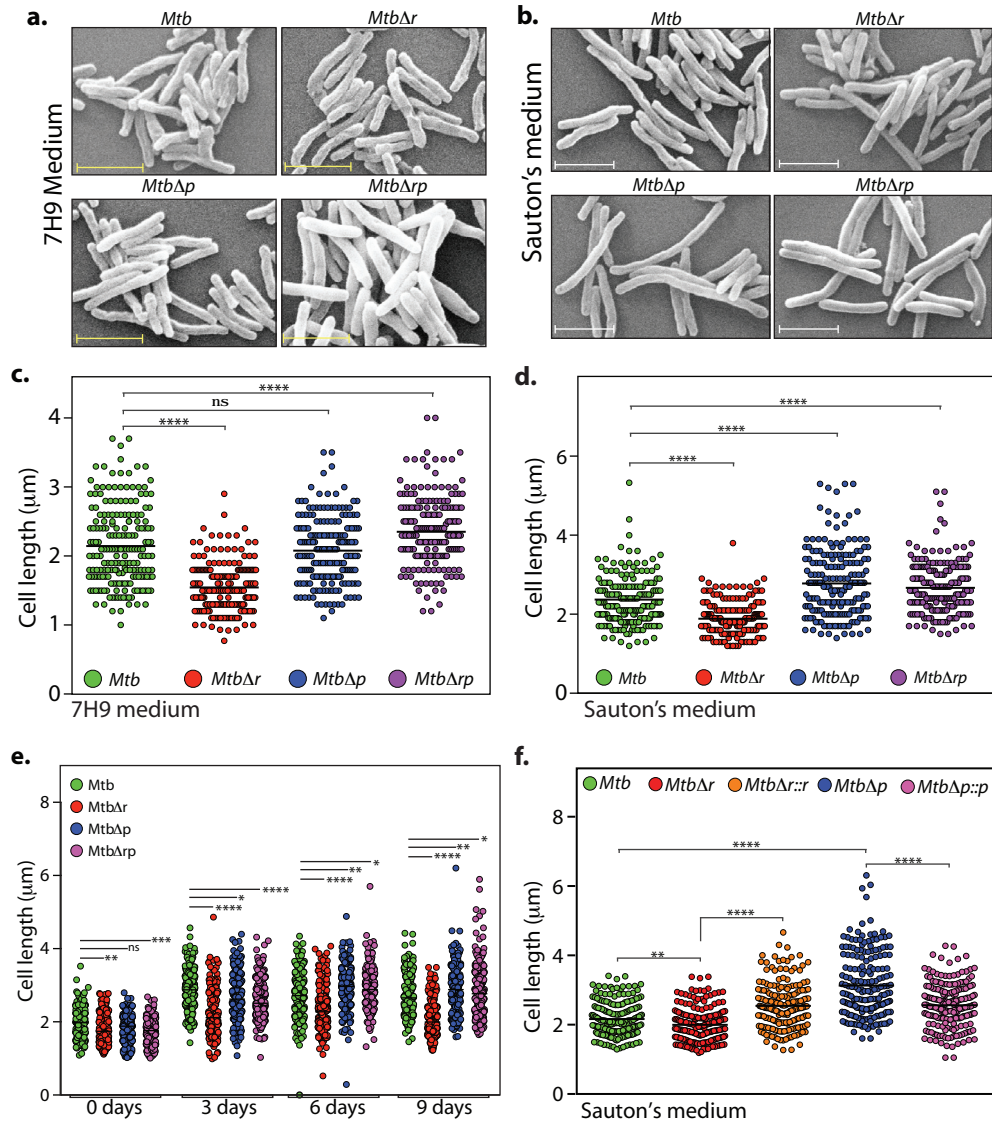 a.
Mtb
MtbΔr
7H9 Medium
MtbΔp
MtbΔrp
b.
Mtb
MtbΔr
Sauton's medium
MtbΔp
MtbΔrp
c.
****
ns
****
Cell length (μm)
4
3
2
1
0
Mtb
MtbΔr
MtbΔp
MtbΔrp
7H9 medium
d.
****
****
****
Cell length (μm)
6
4
2
0
Mtb
MtbΔr
MtbΔp
MtbΔrp
Sauton's medium
e.
Mtb
MtbΔr
MtbΔp
MtbΔrp
Cell length (μm)
8
6
4
2
0
***
ns
**
****
*
****
*
**
****
*
**
****
0 days
3 days
6 days
9 days
f.
Mtb
MtbΔr
MtbΔr::r
MtbΔp
MtbΔp::p
Cell length (μm)
8
6
4
2
0
****
****
****
**
Sauton's medium